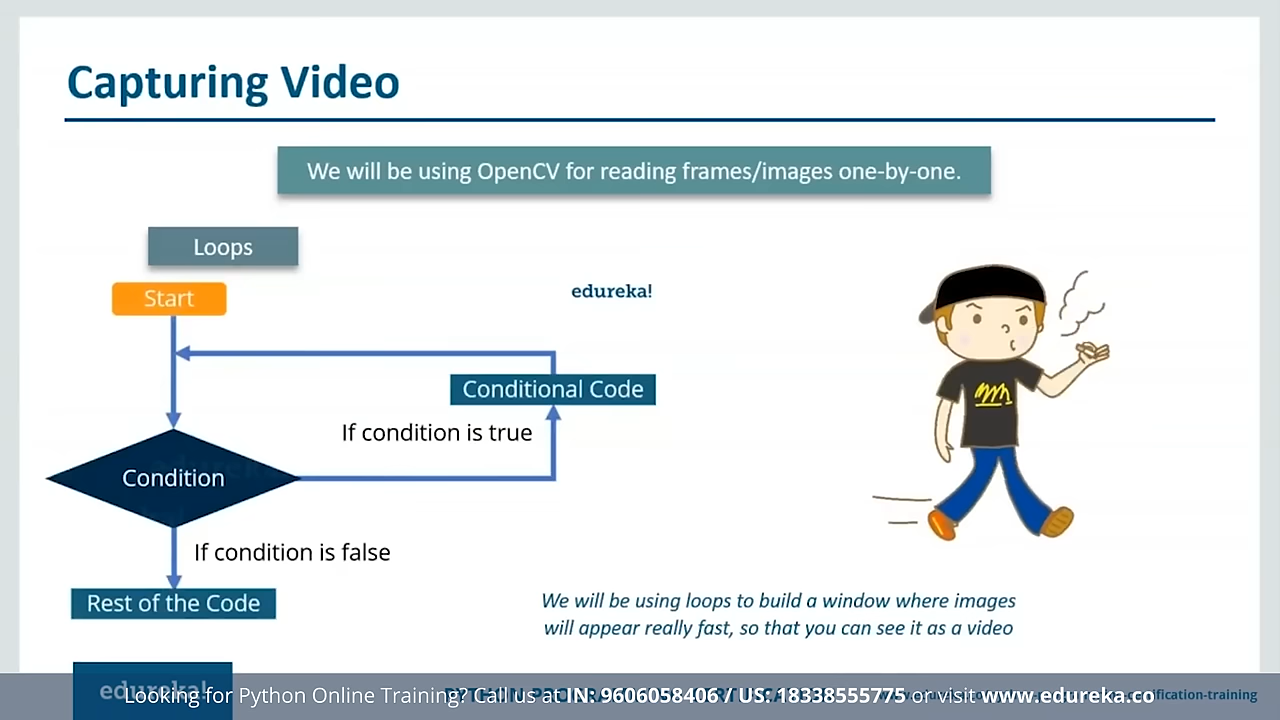 Capturing Video
We will be using OpenCV for reading frames/images one-by-one.
Loops
Start
edureka!
Conditional Code
If condition is true
Condition
If condition is false
Rest of the Code
We will be using loops to build a window where images
will appear really fast, so that you can see it as a video
edureka!
Looking for Python Online Training? Call us at IN: 9606058406 / US: 18338555775 or visit www.edureka.co